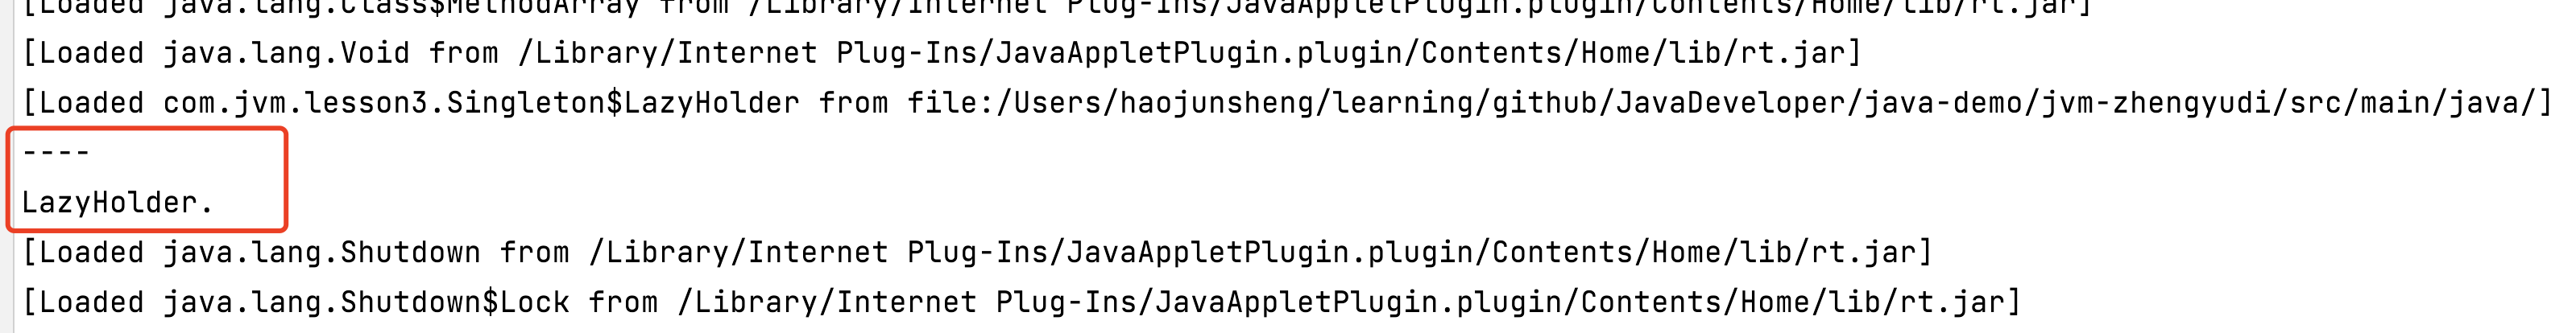 [Loaded java.lang.Class$MethodArray from /Library/Internet Plug-Ins/JavaAppletPlugin.plugin/Contents/Home/lib/rt.jar]
[Loaded java.lang.Void from /Library/Internet Plug-Ins/JavaAppletPlugin.plugin/Contents/Home/lib/rt.jar]
[Loaded com.jvm.lesson3.Singleton$LazyHolder from file:/Users/haojunsheng/learning/github/JavaDeveloper/java-demo/jvm-zhengyudi/src/main/java/]
----
LazyHolder.
[Loaded java.lang.Shutdown from /Library/Internet Plug-Ins/JavaAppletPlugin.plugin/Contents/Home/lib/rt.jar]
[Loaded java.lang.Shutdown$Lock from /Library/Internet Plug-Ins/JavaAppletPlugin.plugin/Contents/Home/lib/rt.jar]